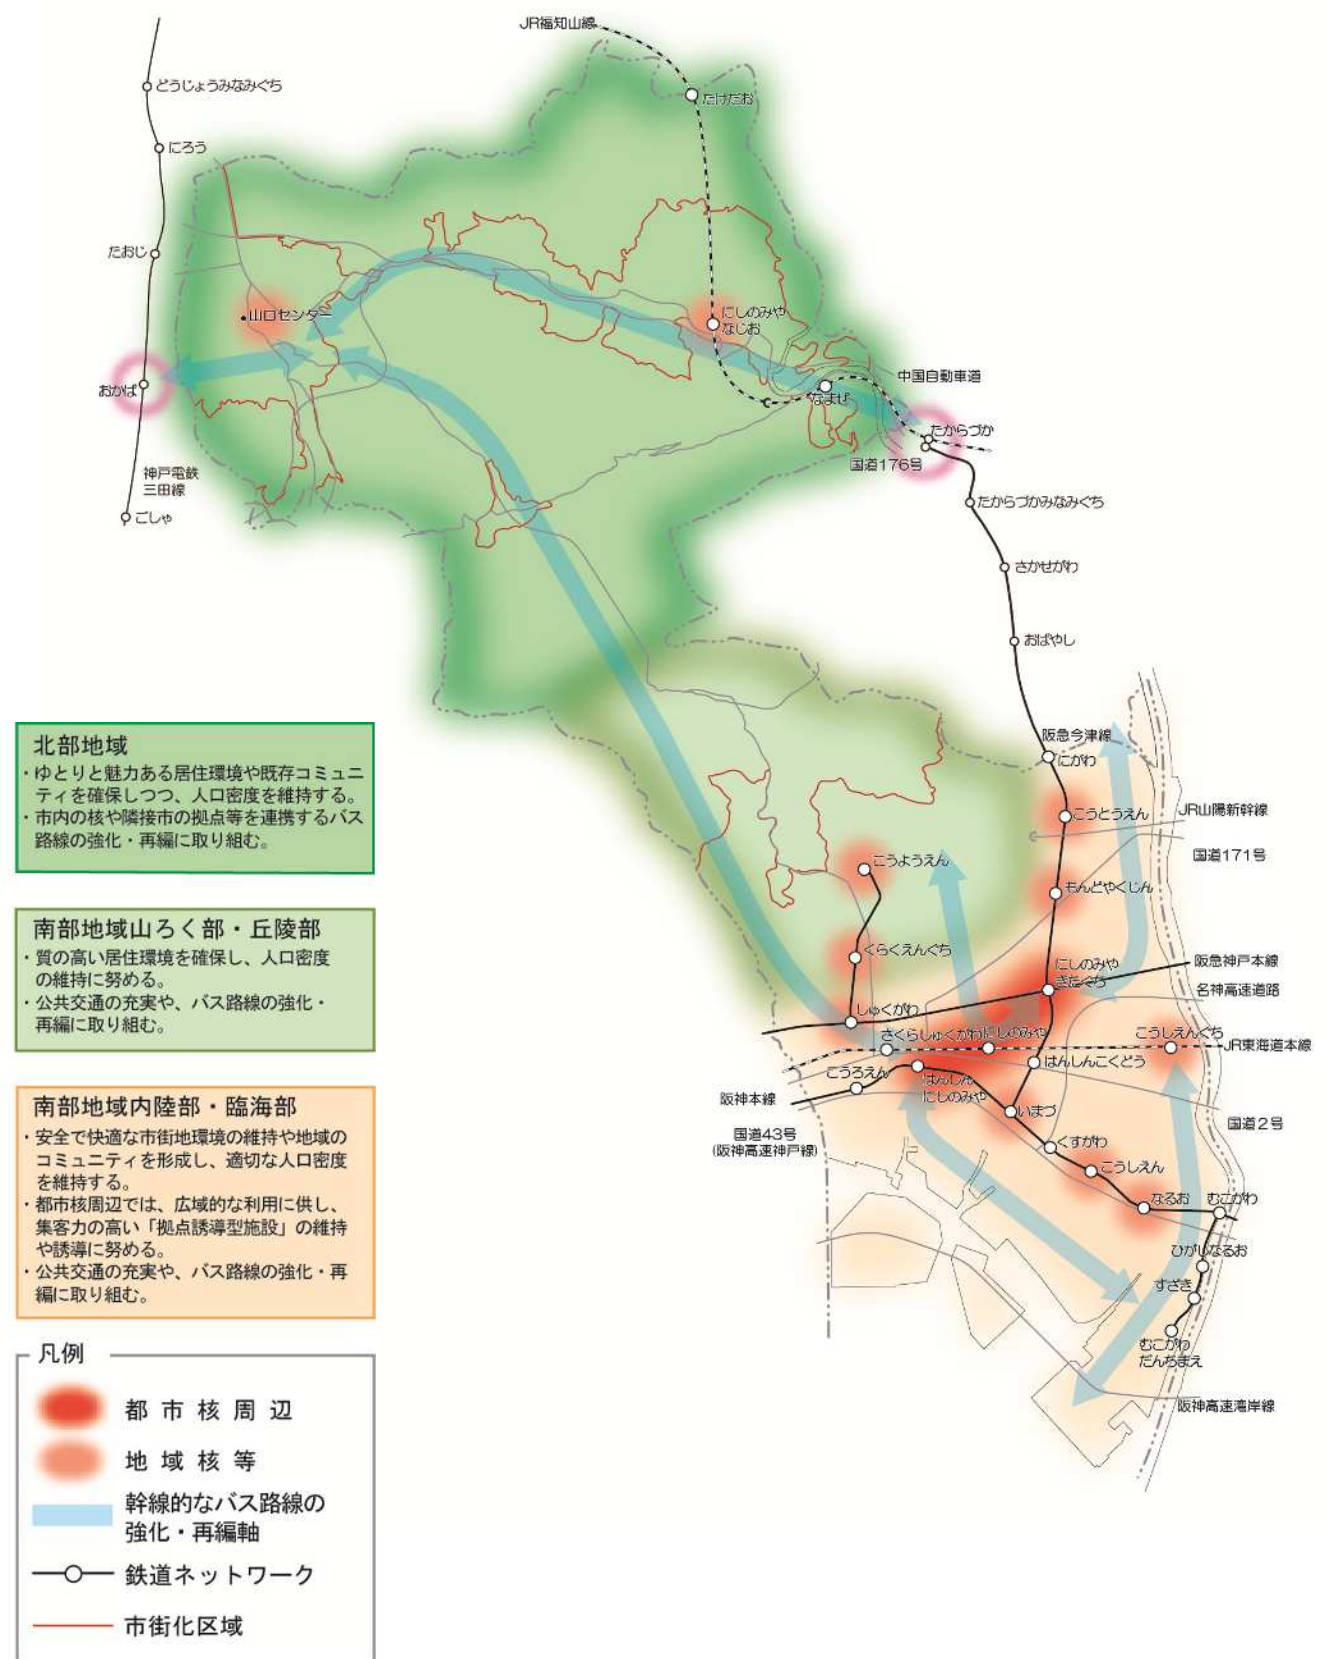 JR福知山線
どうじょうみなみぐち
たけだお
にろう
たおじ
・山口センター
にしのみや
なじお
中国自動車道
おかば
なまぜ
たからづか
国道176号
神戸電鉄
三田線
ごしゃ
たからづかみなみぐち
さかせがわ
おばやし
阪急今津線
にがわ
こうとうえん
JR山陽新幹線
国道171号
こうようえん
もんどやくじん
くらくえんぐち
にしのみや
きたぐち
阪急神戸本線
名神高速道路
しゅくがわ
さくらしゅくがわ
にしのみや
こうしえんぐち
JR東海道本線
こうろえん
はんしん
にしのみや
はんしんこくどう
阪神本線
いまづ
国道2号
国道43号
(阪神高速神戸線)
くすがわ
こうしえん
なるお
むこがわ
ひがしなるお
すざき
むこがわ
だんちまえ
阪神高速湾岸線
北部地域
・ゆとりと魅力ある居住環境や既存コミュニ
ティを確保しつつ、人口密度を維持する。
・市内の核や隣接市の拠点等を連携するバス
路線の強化・再編に取り組む。
南部地域山ろく部・丘陵部
・質の高い居住環境を確保し、人口密度
の維持に努める。
・公共交通の充実や、バス路線の強化・
再編に取り組む。
南部地域内陸部・臨海部
・安全で快適な市街地環境の維持や地域の
コミュニティを形成し、適切な人口密度
を維持する。
・都市核周辺では、広域的な利用に供し、
集客力の高い「拠点誘導型施設」の維持
や誘導に努める。
・公共交通の充実や、バス路線の強化・再
編に取り組む。
凡例
都市核周辺
地域核等
幹線的なバス路線の
強化・再編軸
鉄道ネットワーク
市街化区域